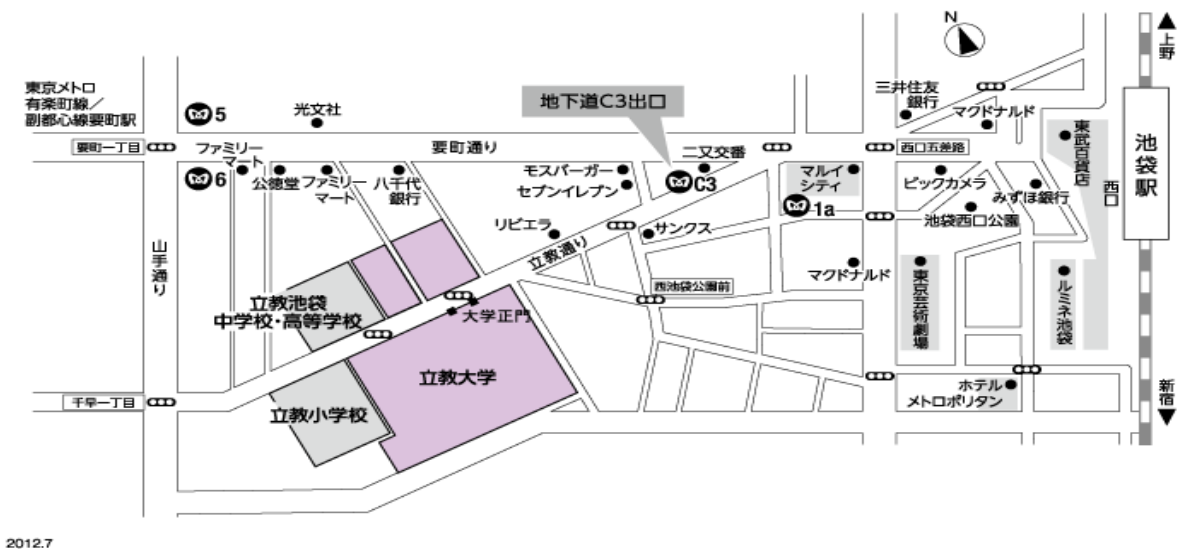 N
上野
東京メトロ
有楽町線／
副都心線要町駅
5
光文社
地下道C3出口
三井住友
銀行
マクドナルド
東武百貨店
池袋駅
要町一丁目
ファミリー
マート
要町通り
二又交番
西口五差路
6
公徳堂
ファミリー
マート
八千代
銀行
モスバーガー
セブンイレブン
C3
マルイ
シティ
1a
ビックカメラ
みずほ銀行
西口
池袋西口公園
リビエラ
サンクス
立教通り
山手通り
マクドナルド
東京芸術劇場
ルミネ池袋
西池袋公園前
立教池袋
中学校・高等学校
大学正門
立教大学
ホテル
メトロポリタン
新宿
千早一丁目
立教小学校
2012.7